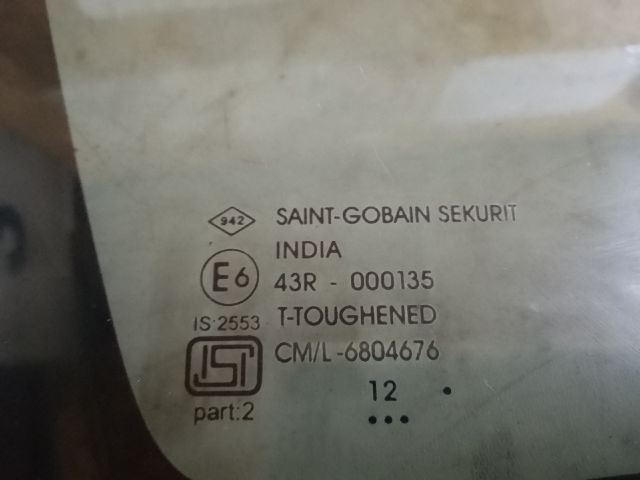 942 SAINT-GOBAIN SEKURIT
INDIA
E6 43R - 000135
IS:2553 T-TOUGHENED
ISI CM/L-6804676
12 •
part:2 •••